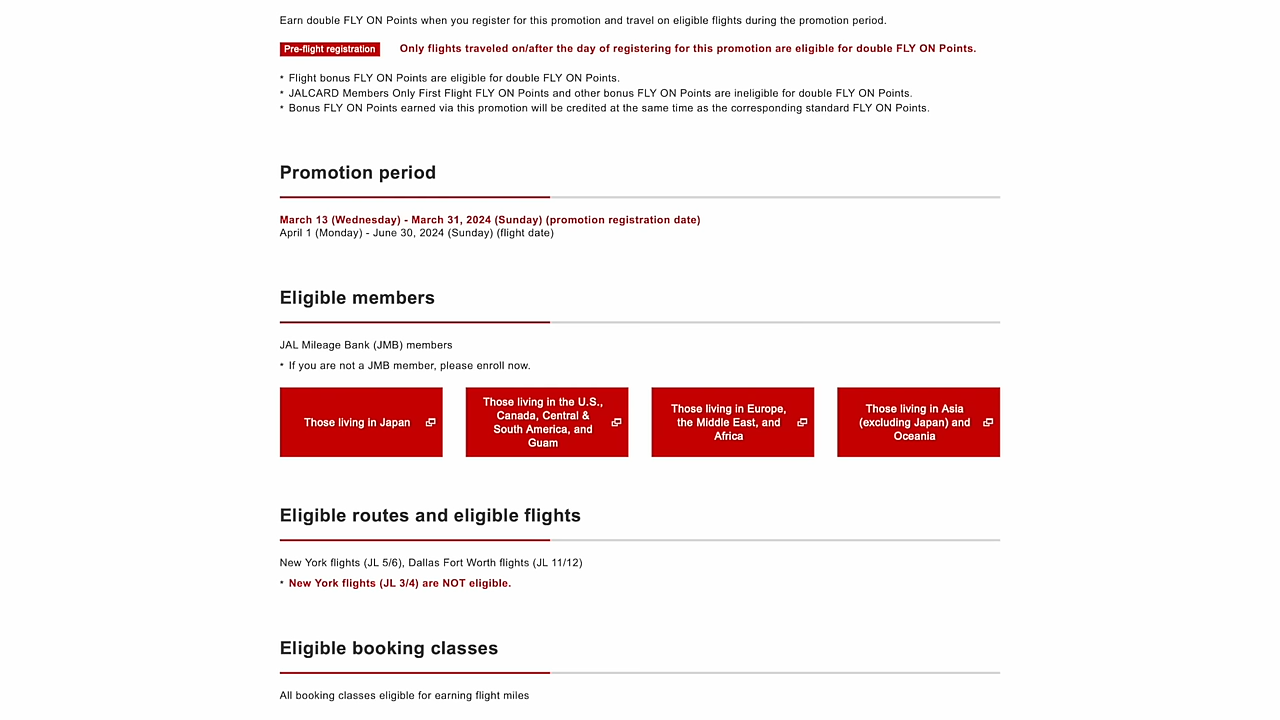 Earn double FLY ON Points when you register for this promotion and travel on eligible flights during the promotion period.
Pre-flight registration Only flights traveled on/after the day of registering for this promotion are eligible for double FLY ON Points.
* Flight bonus FLY ON Points are eligible for double FLY ON Points.
* JALCARD Members Only First Flight FLY ON Points and other bonus FLY ON Points are ineligible for double FLY ON Points.
* Bonus FLY ON Points earned via this promotion will be credited at the same time as the corresponding standard FLY ON Points.
Promotion period
March 13 (Wednesday) - March 31, 2024 (Sunday) (promotion registration date)
April 1 (Monday) - June 30, 2024 (Sunday) (flight date)
Eligible members
JAL Mileage Bank (JMB) members
* If you are not a JMB member, please enroll now.
Those living in Japan
Those living in the U.S.,
Canada, Central &
South America, and
Guam
Those living in Europe,
the Middle East, and
Africa
Those living in Asia
(excluding Japan) and
Oceania
Eligible routes and eligible flights
New York flights (JL 5/6), Dallas Fort Worth flights (JL 11/12)
* New York flights (JL 3/4) are NOT eligible.
Eligible booking classes
All booking classes eligible for earning flight miles